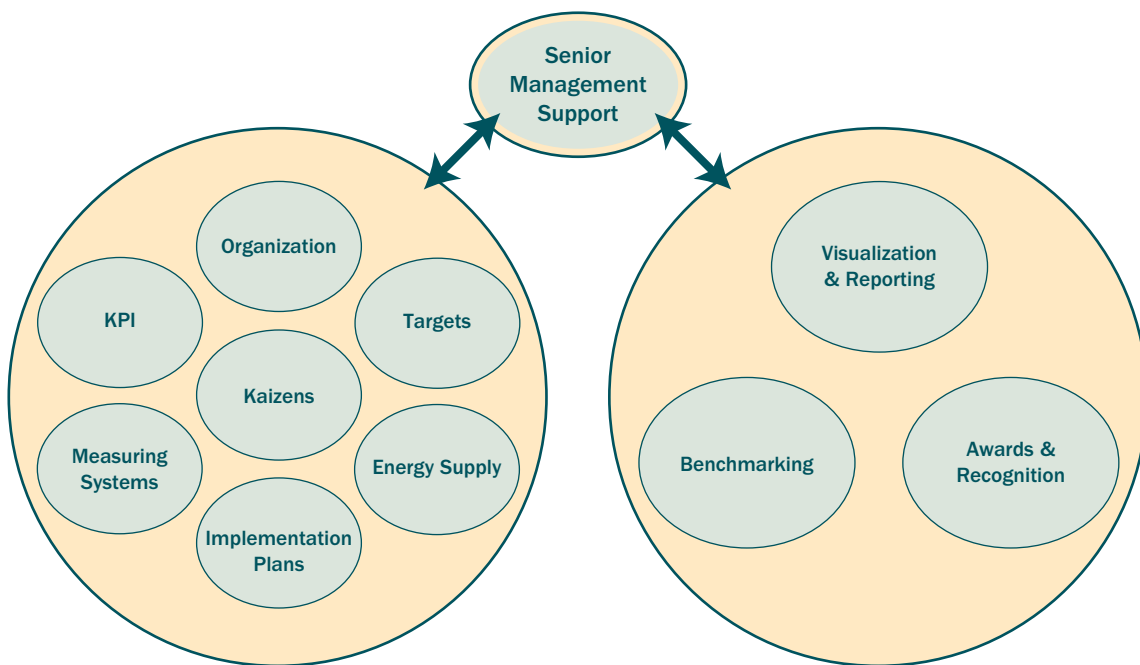 Senior
Management
Support
Organization
KPI
Targets
Kaizens
Measuring
Systems
Energy Supply
Implementation
Plans
Visualization
& Reporting
Benchmarking
Awards &
Recognition